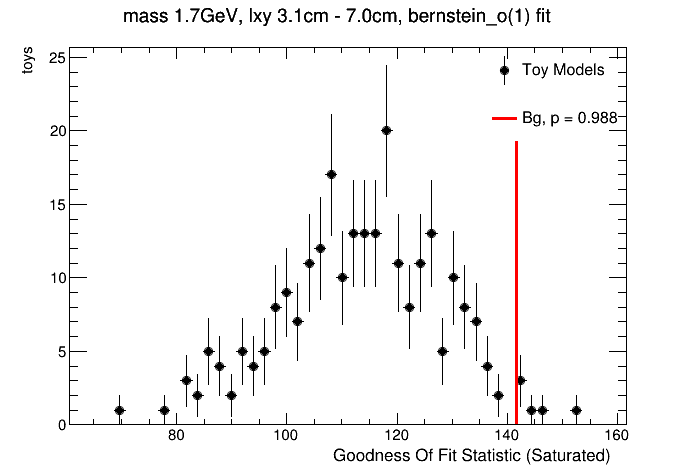 mass 1.7GeV, lxy 3.1cm - 7.0cm, bernstein_o(1) fit
toys
25
20
15
10
5
0
Toy Models
Bg, p = 0.988
80 100 120 140 160
Goodness Of Fit Statistic (Saturated)